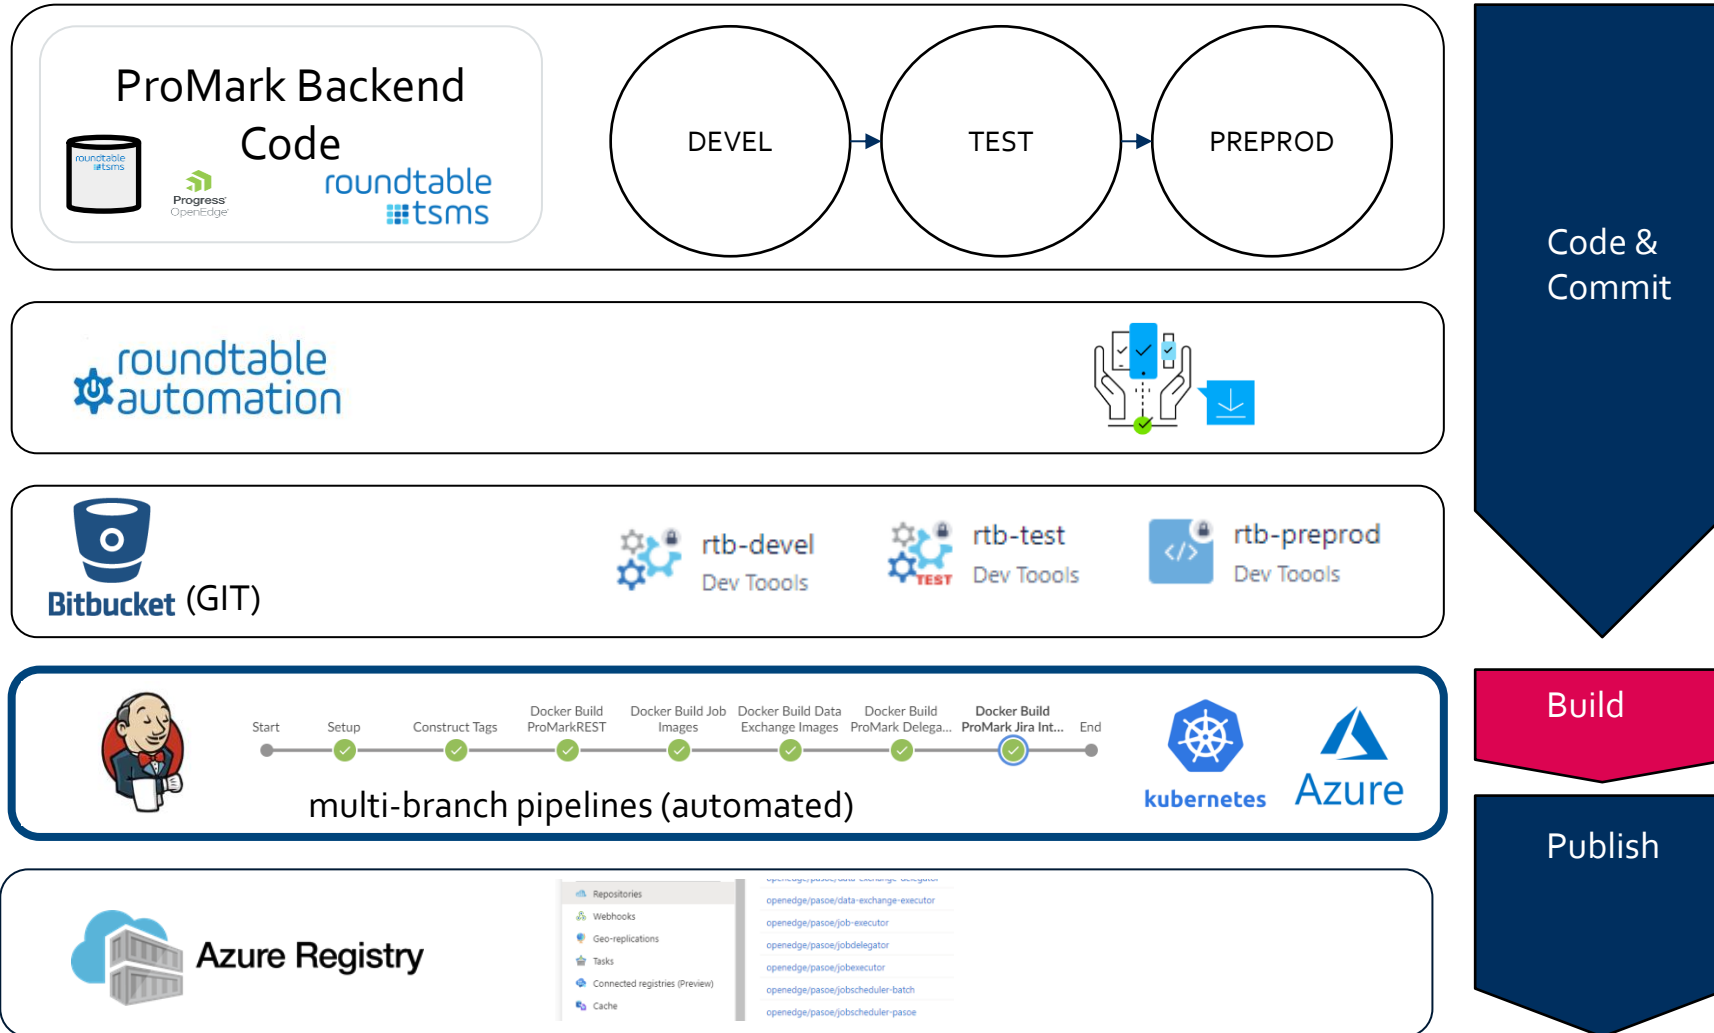 ProMark Backend
Code
roundtable
tsms
Progress
OpenEdge
roundtable
tsms
DEVEL
TEST
PREPROD
Code &
Commit
roundtable
automation
Bitbucket (GIT)
rtb-devel
Dev Toools
TEST
rtb-test
Dev Toools
rtb-preprod
Dev Toools
Start
Setup
Construct Tags
Docker Build
ProMarkREST
Docker Build Job
Images
Docker Build Data
Exchange Images
Docker Build
ProMark Delega...
Docker Build
ProMark Jira Int...
End
multi-branch pipelines (automated)
kubernetes
Azure
Build
Publish
Azure Registry
Repositories
Webhooks
Geo-replications
Tasks
Connected registries (Preview)
Cache
openedge/pasoe/data-exchange-delegator
openedge/pasoe/data-exchange-executor
openedge/pasoe/job-executor
openedge/pasoe/jobdelegator
openedge/pasoe/jobexecutor
openedge/pasoe/jobscheduler-batch
openedge/pasoe/jobscheduler-pasoe